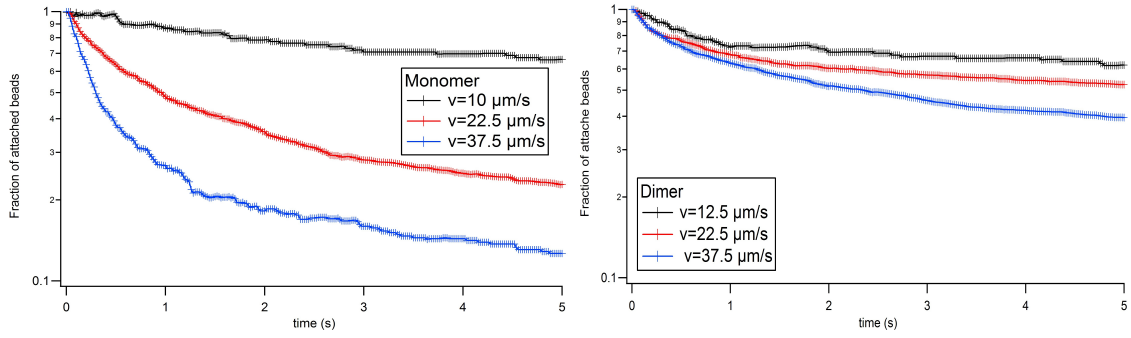 1
9
8
7
6
5
4
3
2
0.1
Fraction of attached beads
Monomer
v=10 µm/s
v=22.5 µm/s
v=37.5 µm/s
0 1 2 3 4 5
time (s)
1
9
8
7
6
5
4
3
2
0.1
Fraction of attache beads
Dimer
v=12.5 µm/s
v=22.5 µm/s
v=37.5 µm/s
0 1 2 3 4 5
time (s)